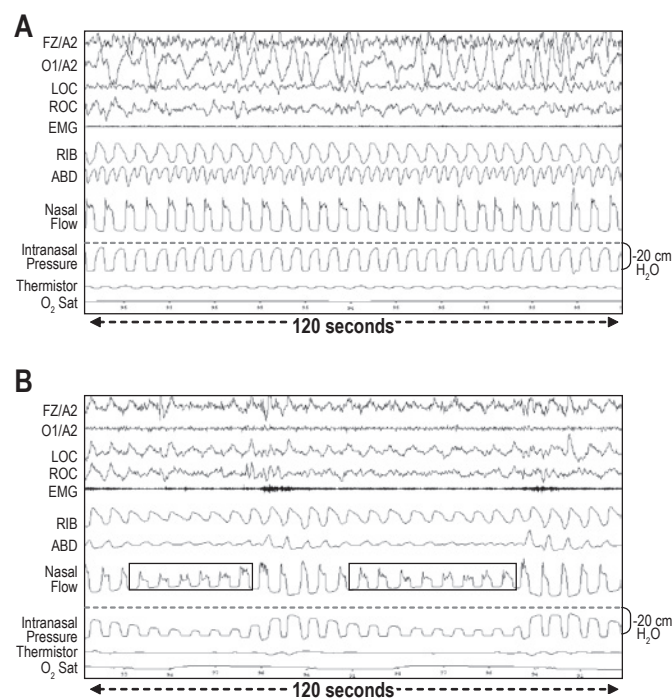 A
FZ/A2
O1/A2
LOC
ROC
EMG
RIB
ABD
Nasal
Flow
Intranasal
Pressure
-20 cm
H2O
Thermistor
O2 Sat
120 seconds
B
FZ/A2
O1/A2
LOC
ROC
EMG
RIB
ABD
Nasal
Flow
Intranasal
Pressure
-20 cm
H2O
Thermistor
O2 Sat
120 seconds